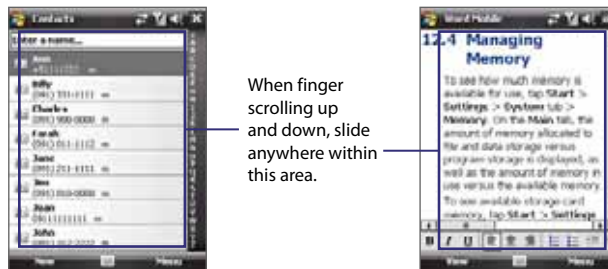 Contacts
Enter a name...
Ann
Billy
Charles
Farah
June
Jim
Joan
John
New
Menu
When finger
scrolling up
and down, slide
anywhere within
this area.
Word Mobile
12.4 Managing
Memory
To see how much memory is
available for use, tap Start >
Settings > System tab >
Memory. On the Main tab, the
amount of memory allocated to
file and data storage versus
program storage is displayed, as
well as the amount of memory in
use versus the available memory.
To see available storage card
memory, tap Start > Settings
B I U
View
Menu